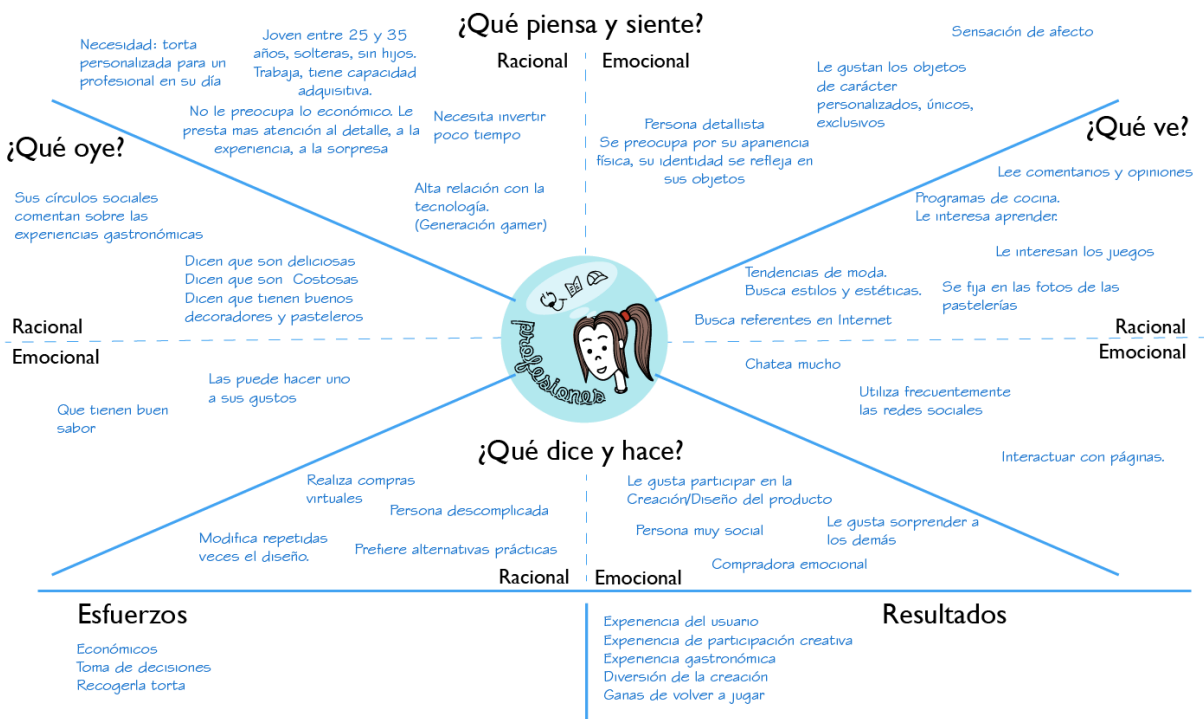 ¿Qué piensa y siente?
Racional
Emocional
Necesidad: torta
personalizada para un
profesional en su día
Joven entre 25 y 35
años, solteras, sin hijos.
Trabaja, tiene capacidad
adquisitiva.
No le preocupa lo económico. Le
presta mas atención al detalle, a la
experiencia, a la sorpresa
Necesita invertir
poco tiempo
Alta relación con la
tecnología.
(Generación gamer)
Sensación de afecto
Le gustan los objetos
de carácter
personalizados, únicos,
exclusivos
Persona detallista
Se preocupa por su apariencia
física, su identidad se refleja en
sus objetos
¿Qué oye?
Sus círculos sociales
comentan sobre las
experiencias gastronómicas
Dicen que son deliciosas
Dicen que son Costosas
Dicen que tienen buenos
decoradores y pasteleros
Racional
Emocional
Las puede hacer uno
a sus gustos
Que tienen buen
sabor
profesiones
¿Qué ve?
Lee comentarios y opiniones
Programas de cocina.
Le interesa aprender.
Le interesan los juegos
Tendencias de moda.
Busca estilos y estéticas.
Se fija en las fotos de las
pastelerías
Busca referentes en Internet
Racional
Emocional
Chatea mucho
Utiliza frecuentemente
las redes sociales
Interactuar con páginas.
¿Qué dice y hace?
Realiza compras
virtuales
Persona descomplicada
Modifica repetidas
veces el diseño.
Prefiere alternativas prácticas
Racional
Emocional
Le gusta participar en la
Creación/Diseño del producto
Persona muy social
Le gusta sorprender a
los demás
Compradora emocional
Esfuerzos
Económicos
Toma de decisiones
Recogerla torta
Resultados
Experiencia del usuario
Experiencia de participación creativa
Experiencia gastronómica
Diversión de la creación
Ganas de volver a jugar